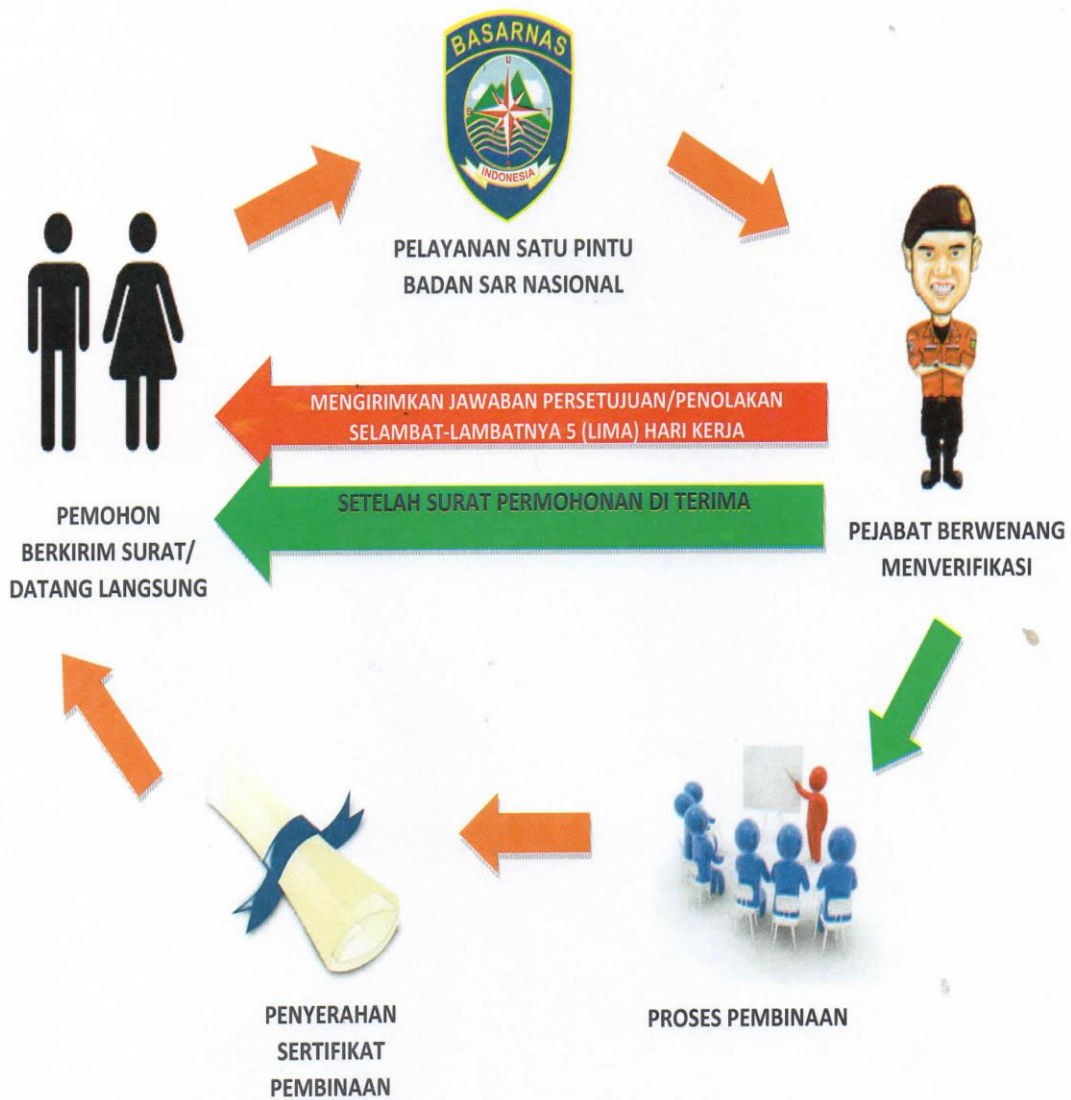 BASARNAS
U
B
T
S
INDONESIA
PELAYANAN SATU PINTU
BADAN SAR NASIONAL
MENGIRIMKAN JAWABAN PERSETUJUAN/PENOLAKAN
SELAMBAT-LAMBATNYA 5 (LIMA) HARI KERJA
SETELAH SURAT PERMOHONAN DI TERIMA
PEMOHON
BERKIRIM SURAT/
DATANG LANGSUNG
PEJABAT BERWENANG
MENVERIFIKASI
PROSES PEMBINAAN
PENYERAHAN
SERTIFIKAT
PEMBINAAN